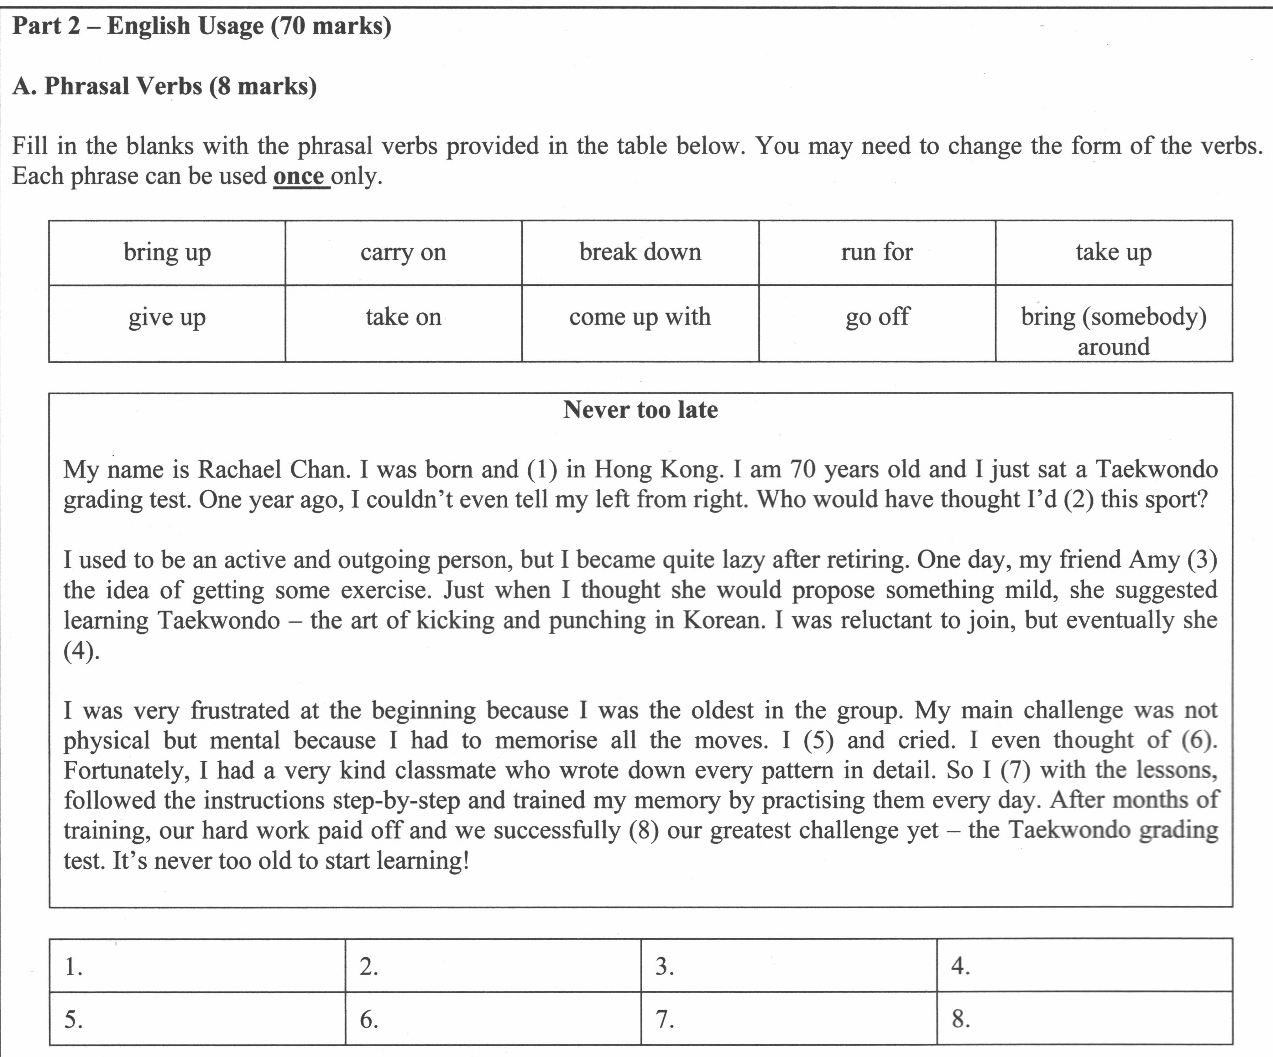 Part 2 – English Usage (70 marks)
A. Phrasal Verbs (8 marks)
Fill in the blanks with the phrasal verbs provided in the table below. You may need to change the form of the verbs.
Each phrase can be used once only.
bring up carry on break down run for take up
give up take on come up with go off bring (somebody)
around
Never too late
My name is Rachael Chan. I was born and (1) in Hong Kong. I am 70 years old and I just sat a Taekwondo
grading test. One year ago, I couldn't even tell my left from right. Who would have thought I'd (2) this sport?
I used to be an active and outgoing person, but I became quite lazy after retiring. One day, my friend Amy (3)
the idea of getting some exercise. Just when I thought she would propose something mild, she suggested
learning Taekwondo – the art of kicking and punching in Korean. I was reluctant to join, but eventually she
(4).
I was very frustrated at the beginning because I was the oldest in the group. My main challenge was not
physical but mental because I had to memorise all the moves. I (5) and cried. I even thought of (6).
Fortunately, I had a very kind classmate who wrote down every pattern in detail. So I (7) with the lessons,
followed the instructions step-by-step and trained my memory by practising them every day. After months of
training, our hard work paid off and we successfully (8) our greatest challenge yet – the Taekwondo grading
test. It's never too old to start learning!
1. 2. 3. 4.
5. 6. 7. 8.